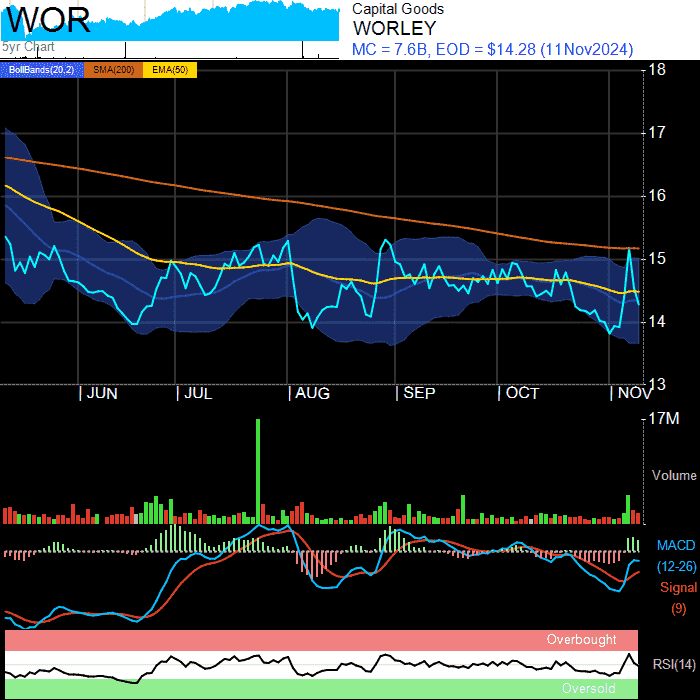 WOR
5yr Chart
Capital Goods
WORLEY
MC = 7.6B, EOD = $14.28 (11Nov2024)
BollBands(20,2) SMA(200) EMA(50)
18
17
16
15
14
13
JUN JUL AUG SEP OCT NOV
17M
Volume
MACD
(12-26)
Signal
(9)
Overbought
RSI(14)
Oversold